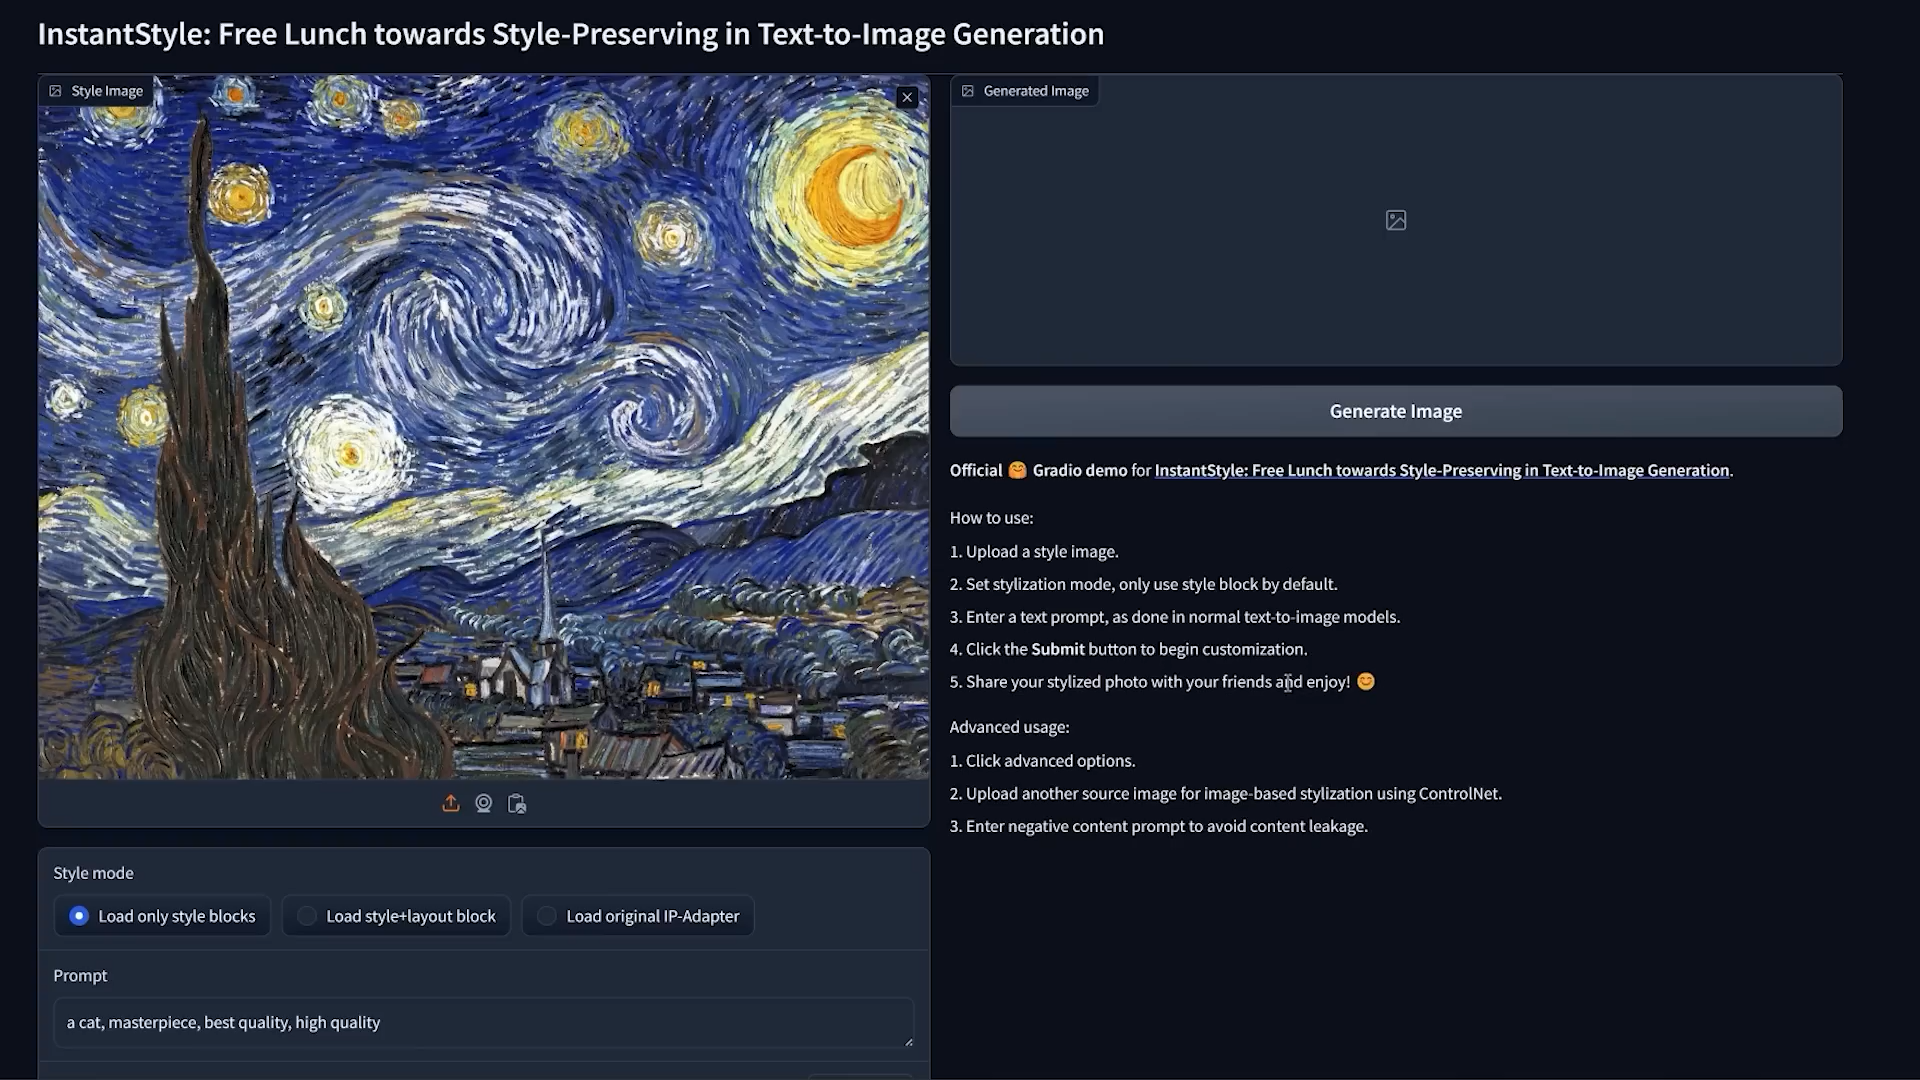 InstantStyle: Free Lunch towards Style-Preserving in Text-to-Image Generation
Style Image
Generated Image
Generate Image
Official 🤗 Gradio demo for InstantStyle: Free Lunch towards Style-Preserving in Text-to-Image Generation.
How to use:
1. Upload a style image.
2. Set stylization mode, only use style block by default.
3. Enter a text prompt, as done in normal text-to-image models.
4. Click the Submit button to begin customization.
5. Share your stylized photo with your friends and enjoy! 😊
Advanced usage:
1. Click advanced options.
2. Upload another source image for image-based stylization using ControlNet.
3. Enter negative content prompt to avoid content leakage.
Style mode
Load only style blocks
Load style+layout block
Load original IP-Adapter
Prompt
a cat, masterpiece, best quality, high quality